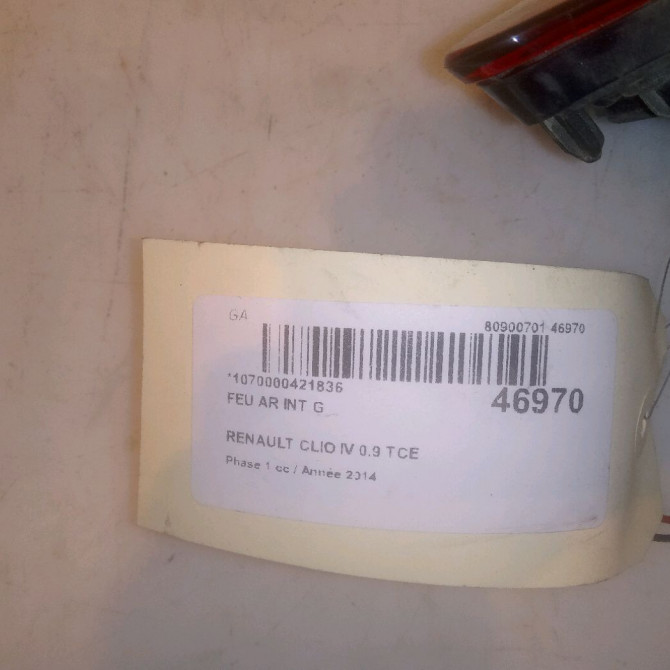 GA
80900701 46970
*1070000421836
46970
FEU AR INT G
RENAULT CLIO IV 0.9 TCE
Phase 1 cc / Année 2014